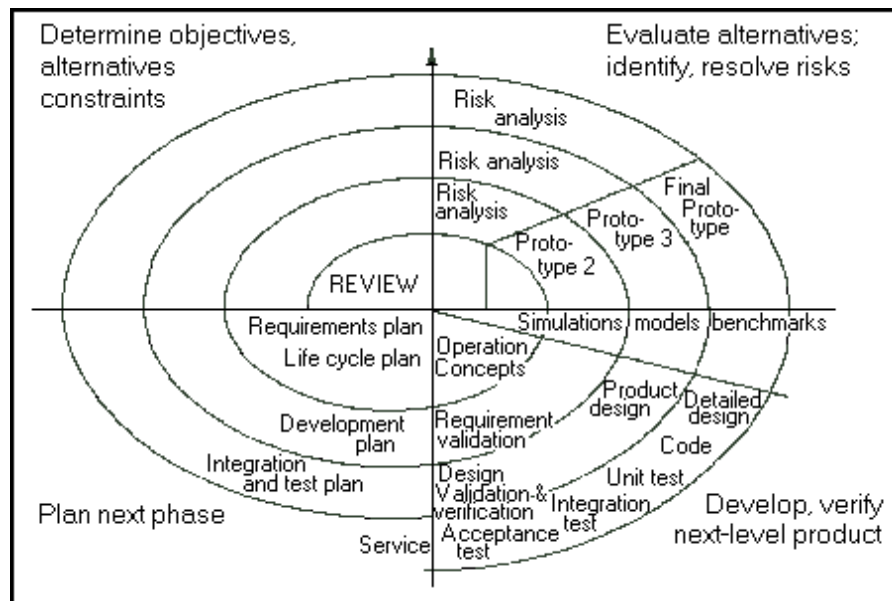 Determine objectives,
alternatives
constraints
Evaluate alternatives;
identify, resolve risks
Risk
analysis
Risk analysis
Risk
analysis
Final
Proto-
type
Proto-
type 3
Proto-
type 2
REVIEW
Requirements plan
Life cycle plan
Simulations
models
benchmarks
Operation
Concepts
Product
design
Detailed
design
Development
plan
Requirement
validation
Code
Integration
and test plan
Design
Validation-&
verification
Unit test
Integration
test
Plan next phase
Develop, verify
next-level product
Service
Acceptance
test